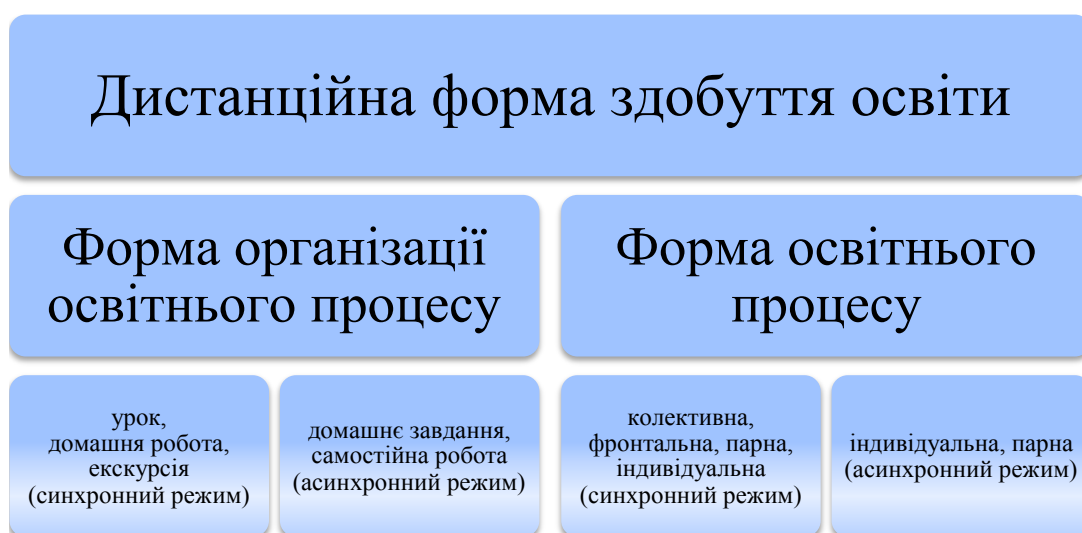 Дистанційна форма здобуття освіти
Форма організації
освітнього процесу
Форма освітнього
процесу
урок,
домашня робота,
екскурсія
(синхронний режим)
домашнє завдання,
самостійна робота
(асинхронний режим)
колективна,
фронтальна, парна,
індивідуальна
(синхронний режим)
індивідуальна, парна
(асинхронний режим)